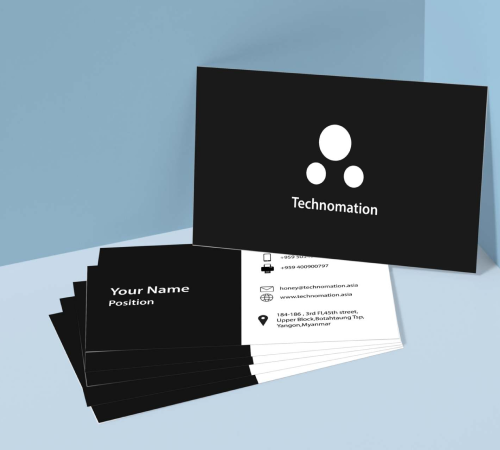 Technomation
Your Name
Position
+959 400900797
honey@technomation.asia
www.technomation.asia
184-186 , 3rd Fl,45th street,
Upper Block,Botahtaung Tsp,
Yangon,Myanmar